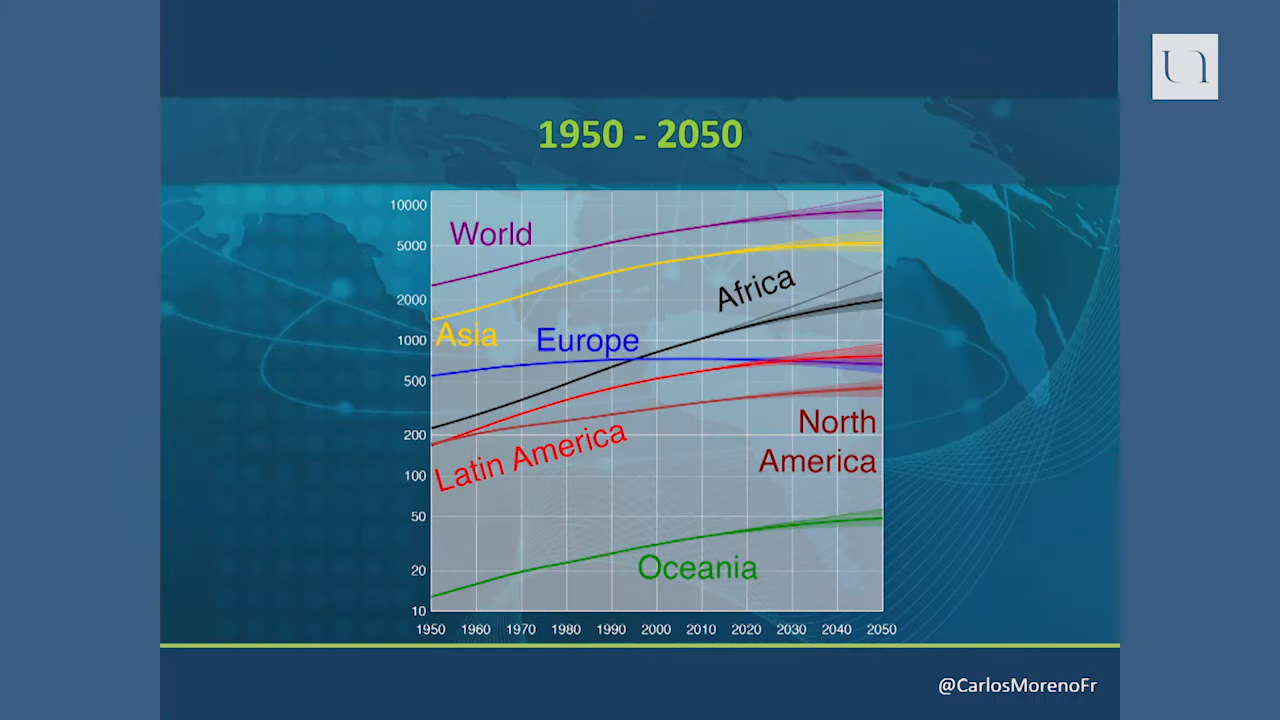 UN
1950 - 2050
10000
5000
2000
1000
500
200
100
50
20
10
World
Asia
Europe
Africa
Latin America
North
America
Oceania
1950 1960 1970 1980 1990 2000 2010 2020 2030 2040 2050
@CarlosMorenoFr